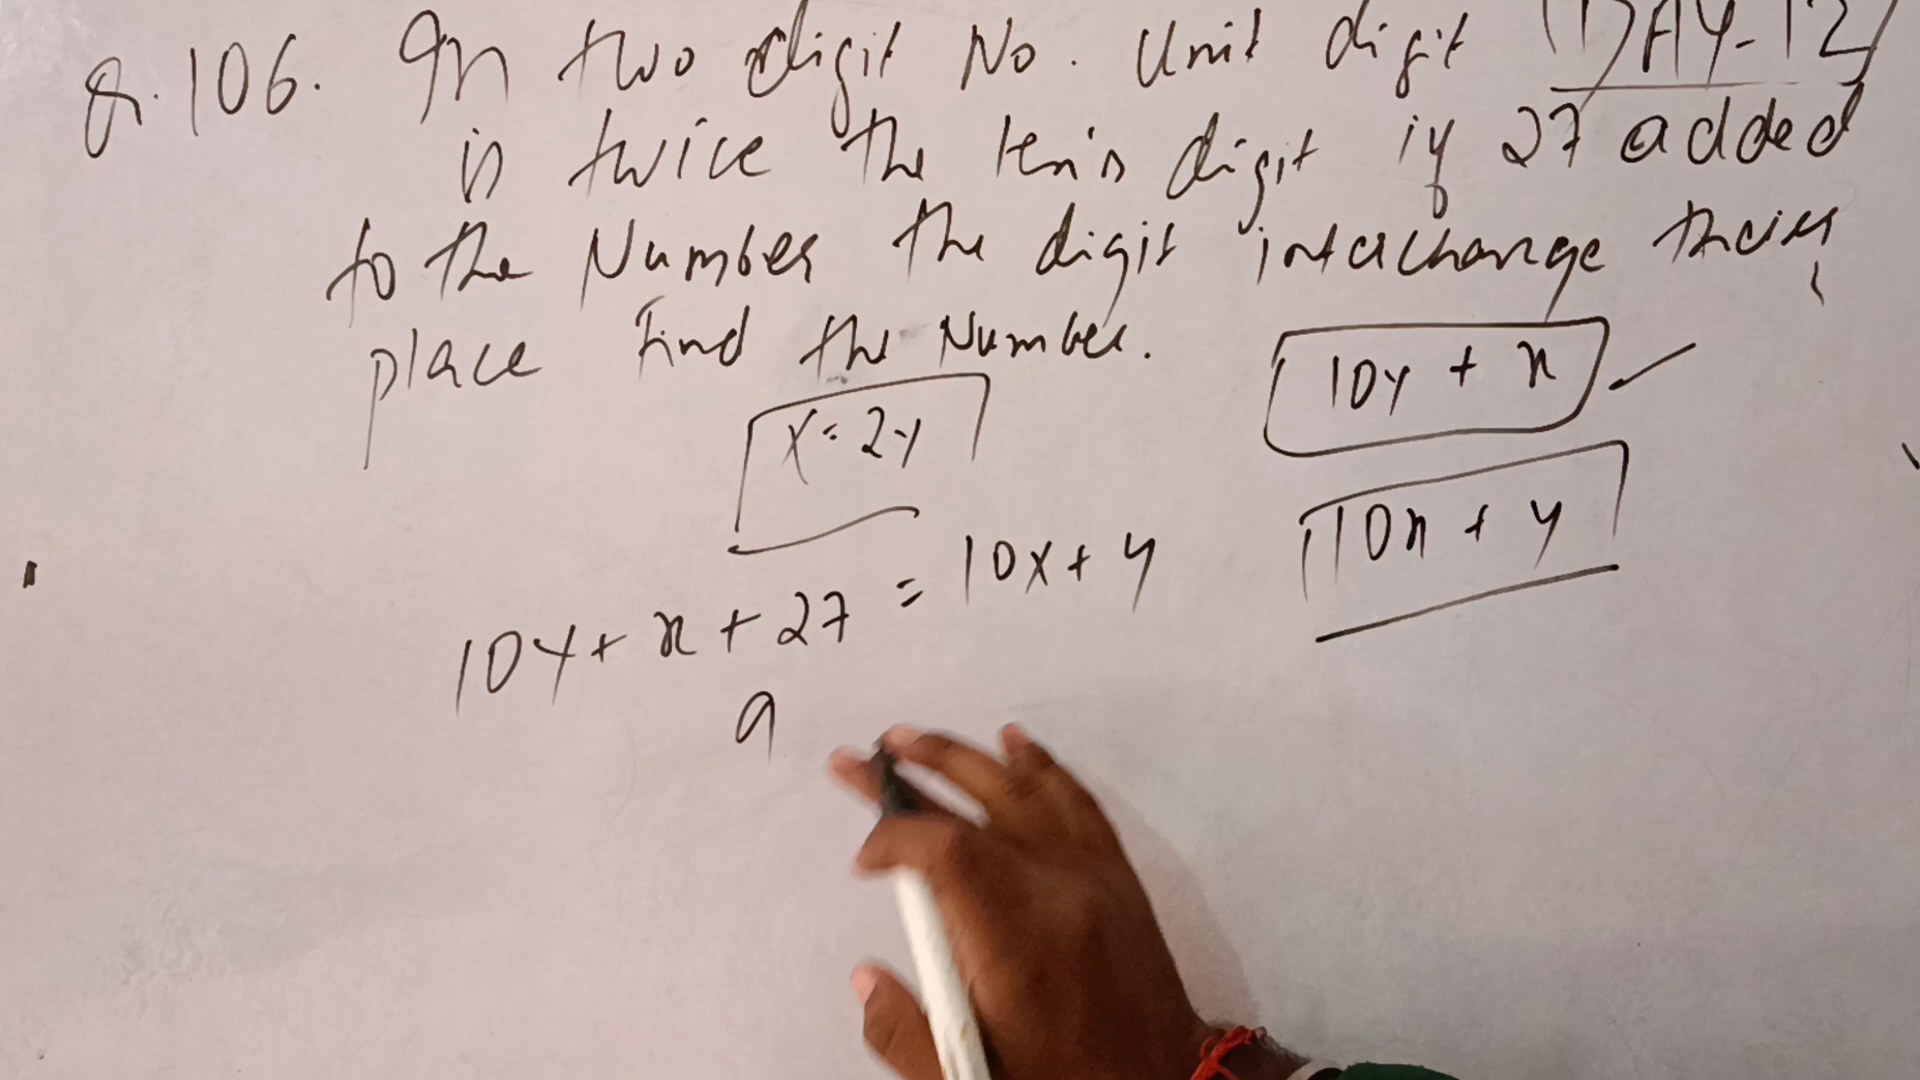 Q.106. In two digit No. Unit digit DAY-12
is twice the ten's digit if 27 added
to the Number the digit interchange
place Find the Number.
10y + x
x = 2y
10x + y
10y + x + 27 = 10x + y
9